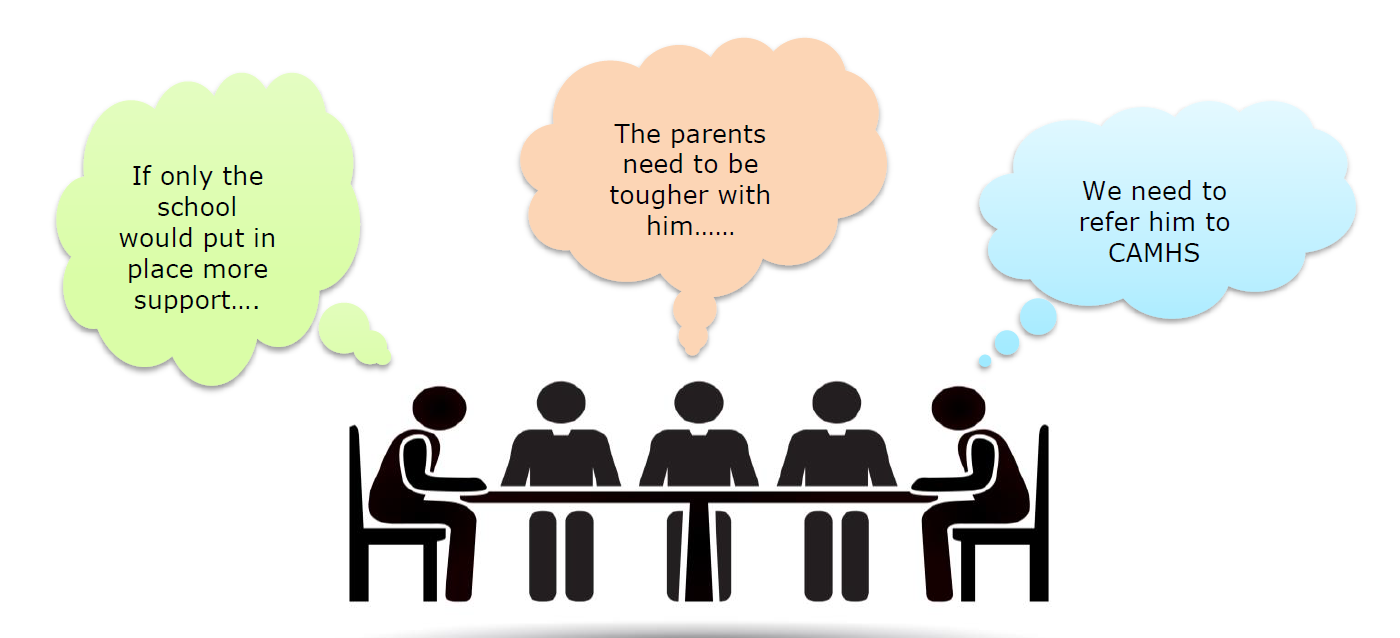 If only the
school
would put in
place more
support….
The parents
need to be
tougher with
him……
We need to
refer him to
CAMHS